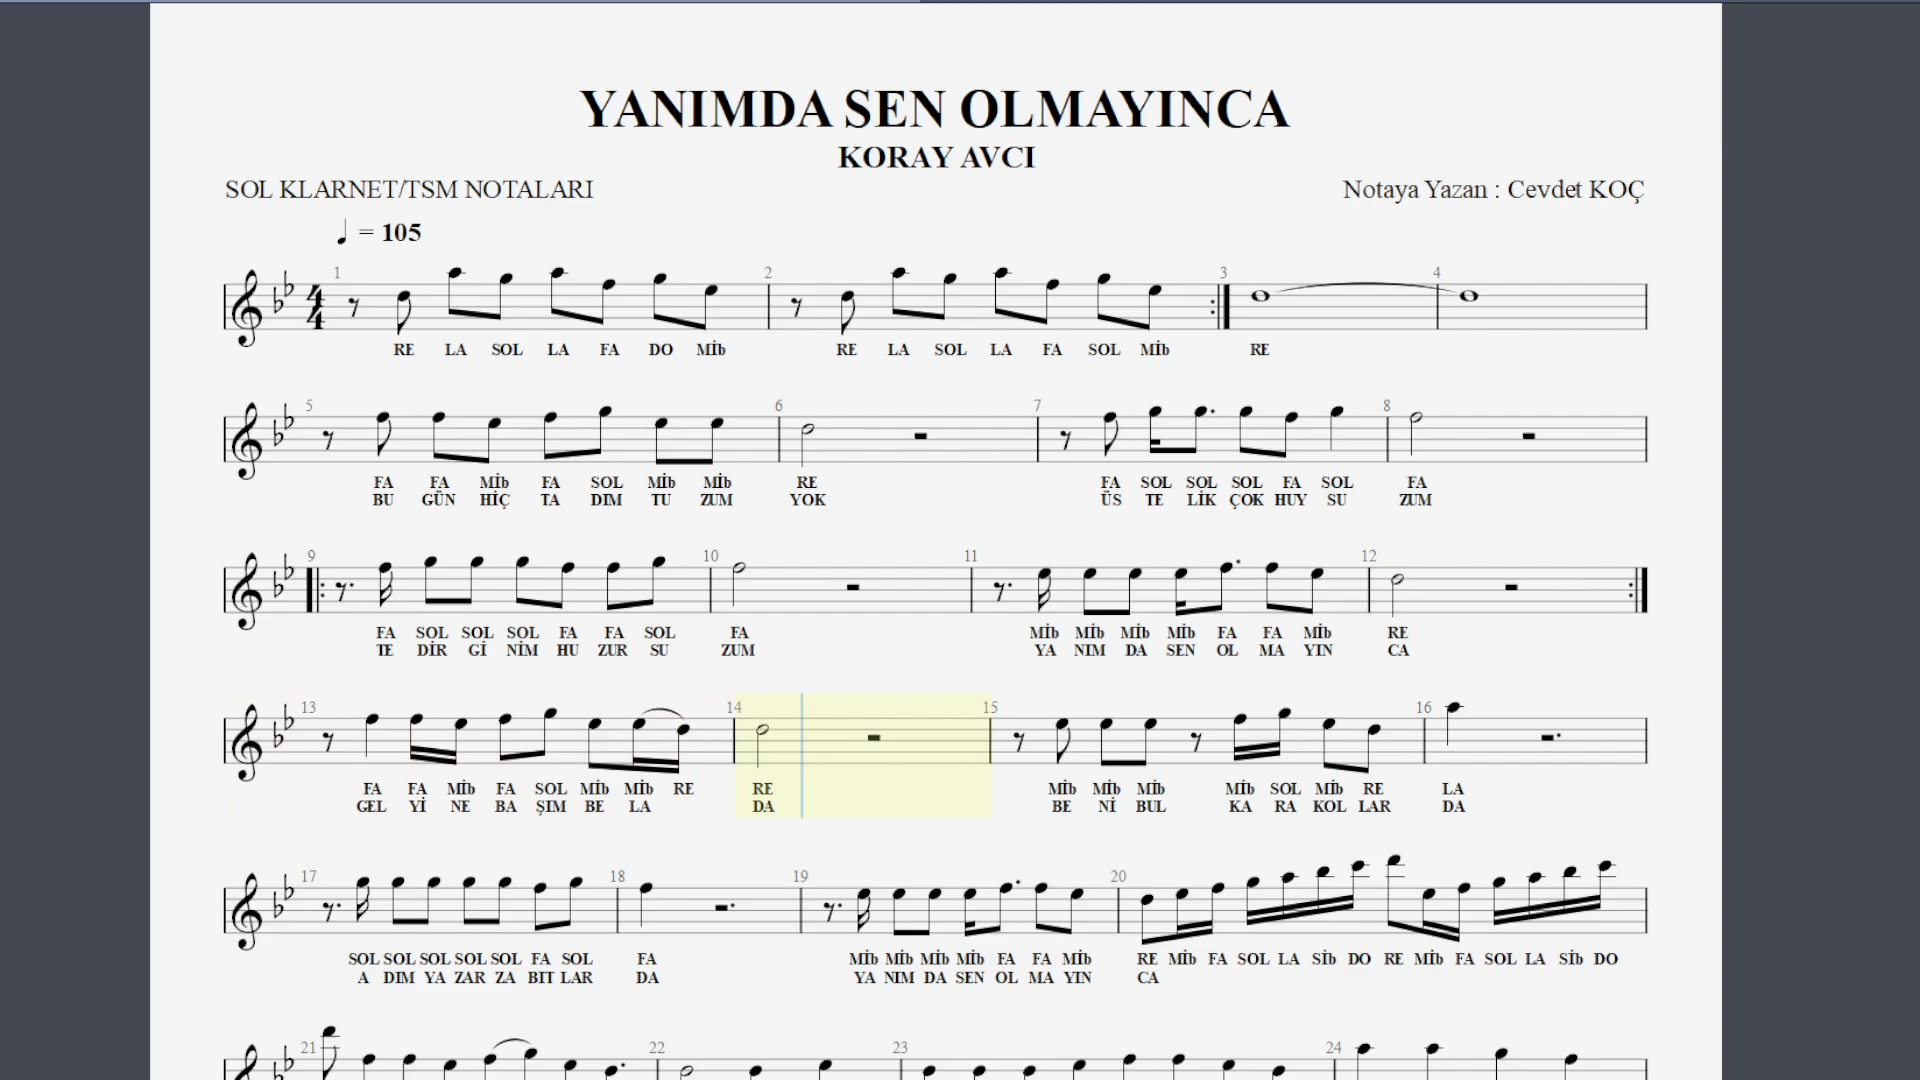 YANIMDA SEN OLMAYINCA
KORAY AVCI
SOL KLARNET/TSM NOTALARI
Notaya Yazan : Cevdet KOÇ
= 105
1 2 3 4
4
4
RE LA SOL LA FA DO Mİb RE LA SOL LA FA SOL Mİb RE
5 6 7 8
FA FA Mİb FA SOL Mİb Mİb RE FA SOL SOL SOL FA SOL FA
BU GÜN HİÇ TA DIM TU ZUM YOK ÜS TE LİK ÇOK HUY SU ZUM
9 10 11 12
FA SOL SOL SOL FA FA SOL FA Mİb Mİb Mİb Mİb FA FA Mİb RE
TE DİR Gİ NİM HU ZUR SU ZUM YA NIM DA SEN OL MA YIN CA
13 14 15 16
FA FA Mİb FA SOL Mİb Mİb RE RE Mİb Mİb Mİb Mİb SOL Mİb RE LA
GEL Yİ NE BA ŞIM BE LA DA BE Nİ BUL KA RA KOL LAR DA
17 18 19 20
SOL SOL SOL SOL SOL FA SOL FA Mİb Mİb Mİb Mİb FA FA Mİb RE Mİb FA SOL LA Sİb DO RE Mİb FA SOL LA Sİb DO
A DIM YA ZAR ZA BIT LAR DA YA NIM DA SEN OL MA YIN CA
21 22 23 24